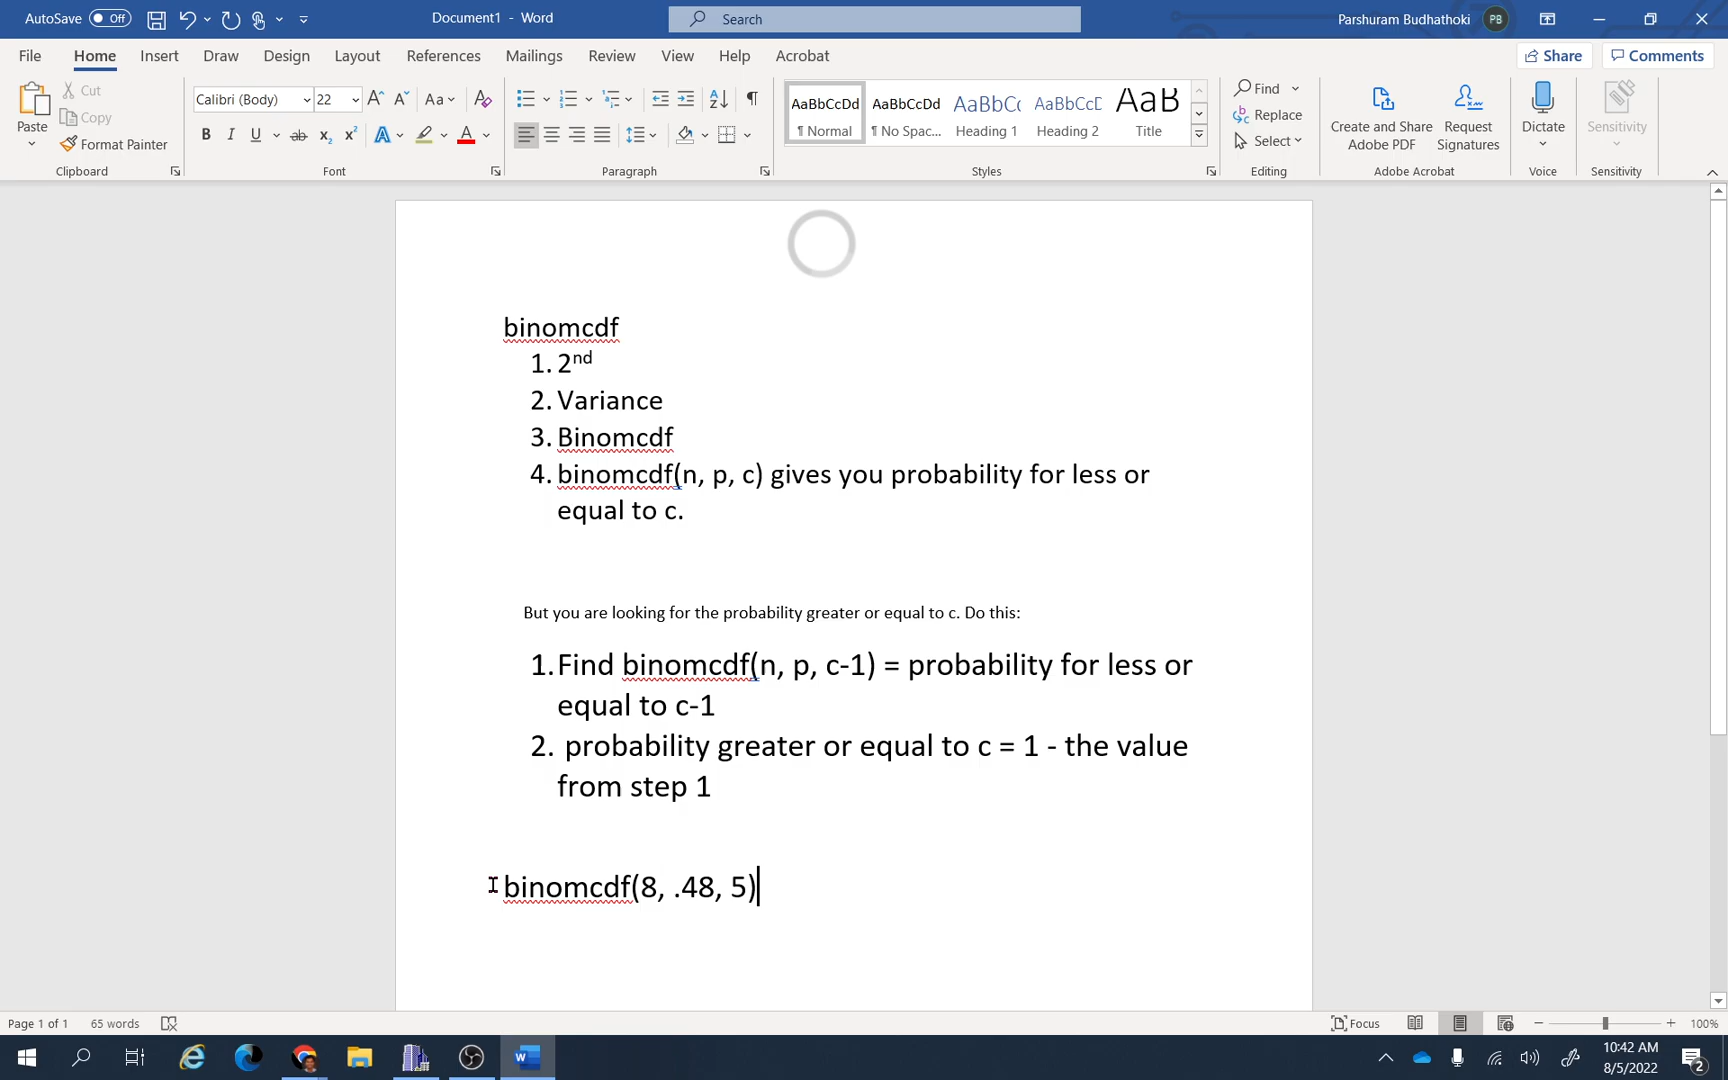 AutoSave Off Document1 - Word Search Parshuram Budhathoki PB
File Home Insert Draw Design Layout References Mailings Review View Help Acrobat Share Comments
Paste Cut Copy Format Painter Clipboard
Calibri (Body) 22 Font
Paragraph
AaBbCcDd ¶ Normal AaBbCcDd ¶ No Spac... AaBbCc Heading 1 AaBbCcD Heading 2 AaB Title Styles
Find Replace Select Editing
Create and Share Adobe PDF Request Signatures Adobe Acrobat
Dictate Voice
Sensitivity Sensitivity
binomcdf
1. 2nd
2. Variance
3. Binomcdf
4. binomcdf(n, p, c) gives you probability for less or
equal to c.
But you are looking for the probability greater or equal to c. Do this:
1. Find binomcdf(n, p, c-1) = probability for less or
equal to c-1
2. probability greater or equal to c = 1 - the value
from step 1
binomcdf(8, .48, 5)
Page 1 of 1 65 words Focus 100%
10:42 AM
8/5/2022 2